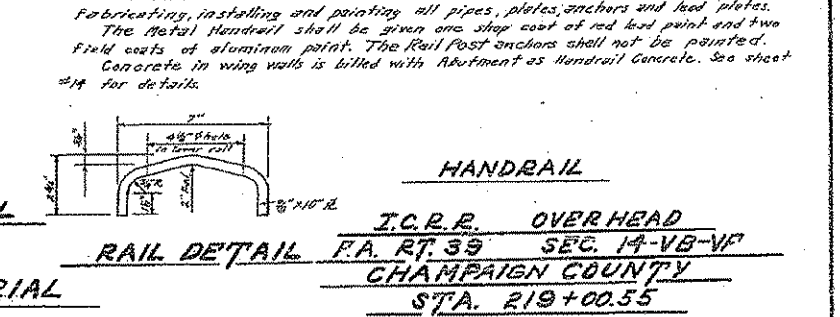 Fabricating, installing and painting all pipes, plates, anchors and lead plates.
The Metal Handrail shall be given one shop coat of red lead paint and two
field coats of aluminum paint. The Rail Post anchors shall not be painted.
Concrete in wing walls is billed with Abutment as Handrail Concrete. See sheet
#14 for details.
7"
4½" φ hole
in lower rail
HANDRAIL
RAIL DETAIL
I.C.R.R. OVERHEAD
F.A. RT. 39 SEC. 14-VB-VF
CHAMPAIGN COUNTY
STA. 219+00.55